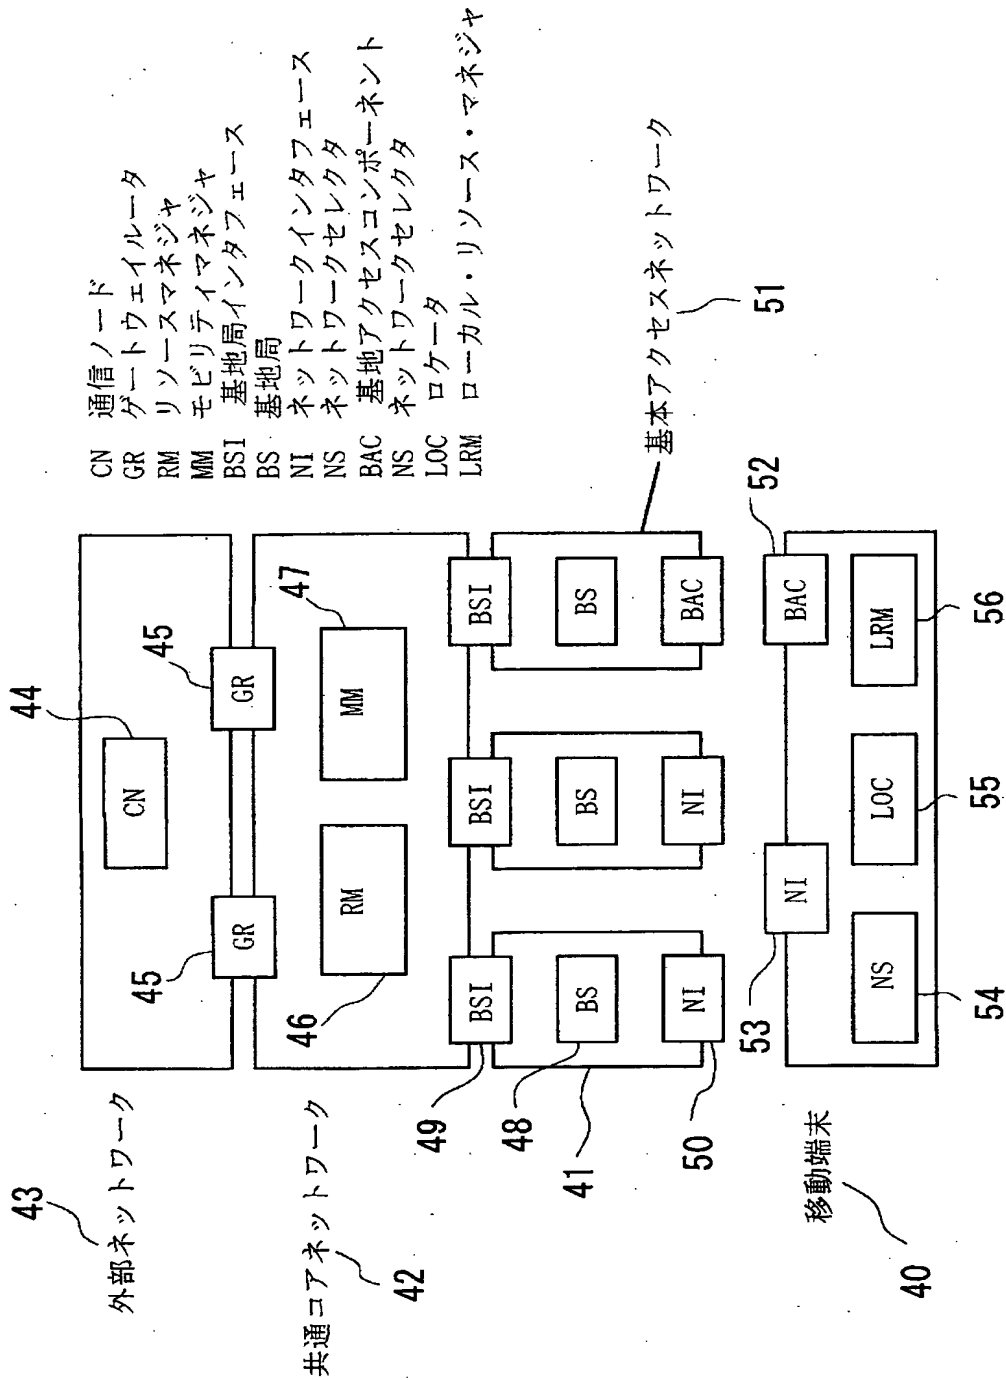 43
外部ネットワーク
44
CN
45
GR
45
GR
共通コアネットワーク
42
46
RM
47
MM
49
BSI
BSI
BSI
48
BS
BS
BS
41
50
NI
NI
BAC
基本アクセスネットワーク
51
移動端末
40
53
NI
52
BAC
NS
54
LOC
55
LRM
56
CN 通信ノード
GR ゲートウェイルータ
RM リソースマネジャ
MM モビリティマネジャ
BSI 基地局インタフェース
BS 基地局
NI ネットワークインタフェース
NS ネットワークセレクタ
BAC 基地アクセスコンポーネント
NS ネットワークセレクタ
LOC ロケータ
LRM ローカル・リソース・マネジャ